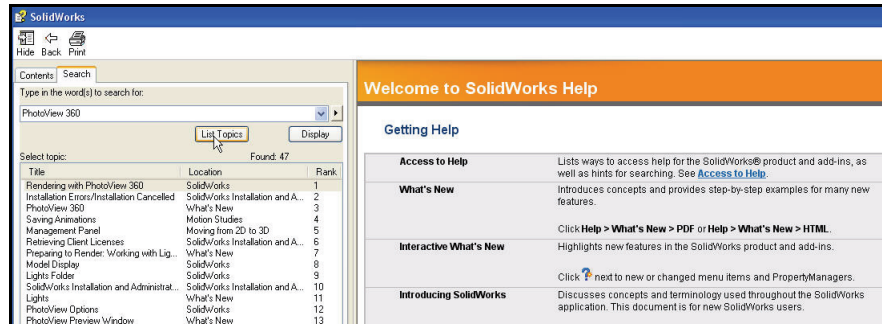 SolidWorks
Hide Back Print
Contents Search
Type in the word(s) to search for:
PhotoView 360
List Topics Display
Select topic: Found: 47
Title Location Rank
Rendering with PhotoView 360 SolidWorks 1
Installation Errors/Installation Cancelled SolidWorks Installation and A... 2
PhotoView 360 What's New 3
Saving Animations Motion Studies 4
Management Panel Moving from 2D to 3D 5
Retrieving Client Licenses SolidWorks Installation and A... 6
Preparing to Render: Working with Lig... What's New 7
Model Display SolidWorks 8
Lights Folder SolidWorks 9
SolidWorks Installation and Administrat... SolidWorks Installation and A... 10
Lights What's New 11
PhotoView Options SolidWorks 12
PhotoView Preview Window What's New 13
Welcome to SolidWorks Help
Getting Help
Access to Help Lists ways to access help for the SolidWorks® product and add-ins, as
well as hints for searching. See Access to Help.
What's New Introduces concepts and provides step-by-step examples for many new
features.
Click Help > What's New > PDF or Help > What's New > HTML.
Interactive What's New Highlights new features in the SolidWorks product and add-ins.
Click ? next to new or changed menu items and PropertyManagers.
Introducing SolidWorks Discusses concepts and terminology used throughout the SolidWorks
application. This document is for new SolidWorks users.